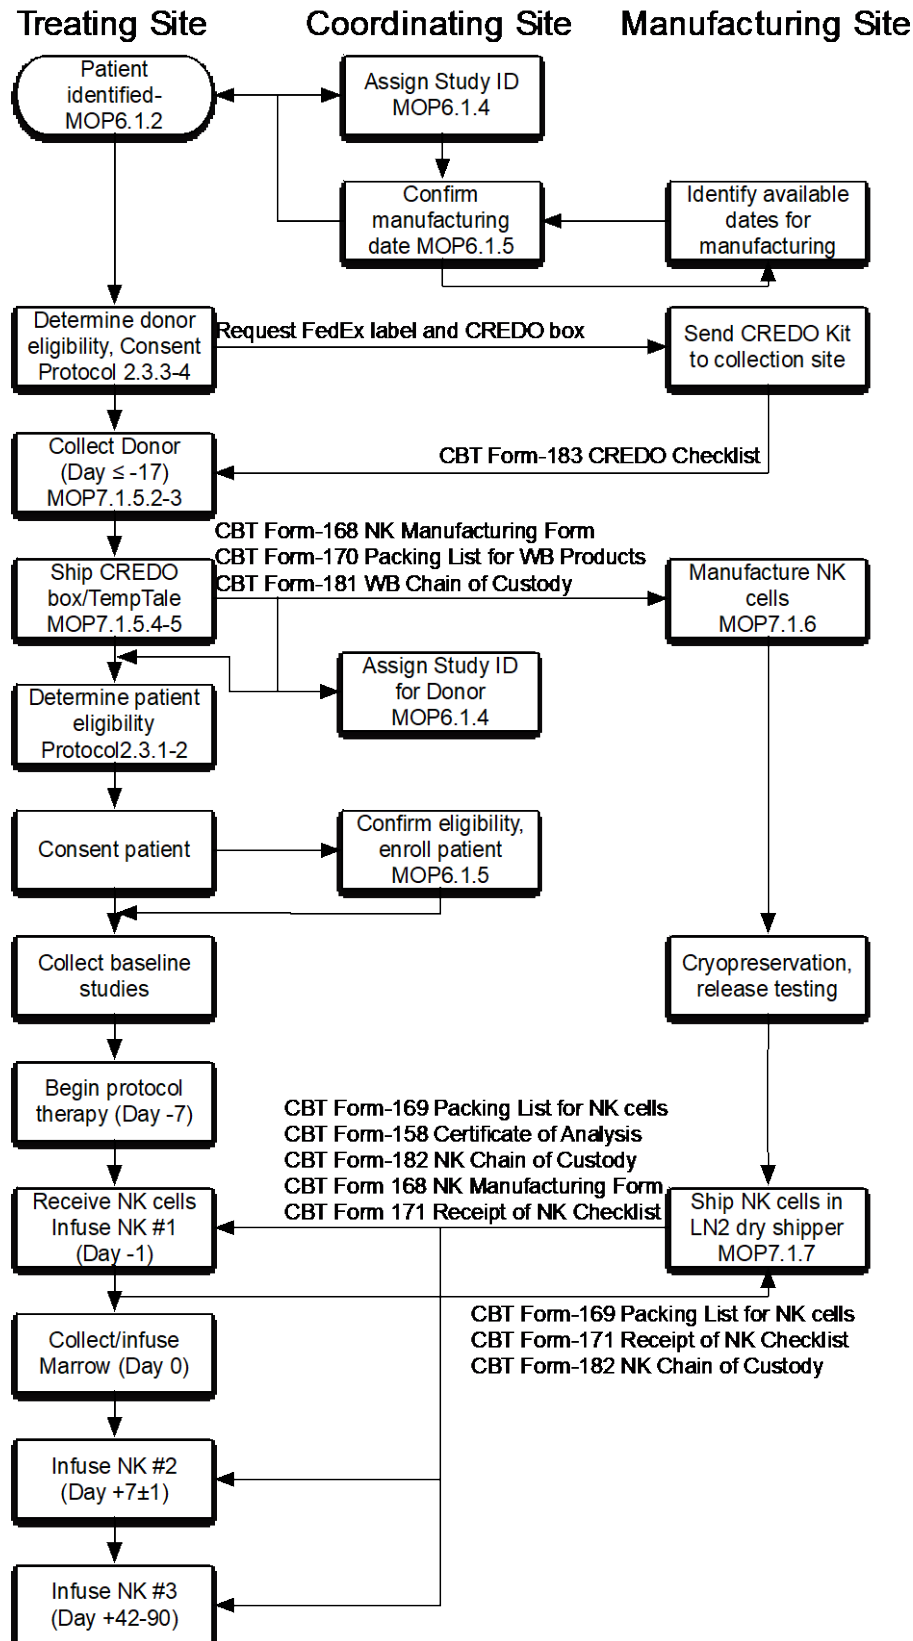 Treating Site
Coordinating Site
Manufacturing Site
Patient
identified-
MOP6.1.2
Assign Study ID
MOP6.1.4
Confirm
manufacturing
date MOP6.1.5
Identify available
dates for
manufacturing
Determine donor
eligibility, Consent
Protocol 2.3.3-4
Request FedEx label and CREDO box
Send CREDO Kit
to collection site
Collect Donor
(Day ≤ -17)
MOP7.1.5.2-3
CBT Form-183 CREDO Checklist
CBT Form-168 NK Manufacturing Form
CBT Form-170 Packing List for WB Products
CBT Form-181 WB Chain of Custody
Ship CREDO
box/TempTale
MOP7.1.5.4-5
Manufacture NK
cells
MOP7.1.6
Assign Study ID
for Donor
MOP6.1.4
Determine patient
eligibility
Protocol2.3.1-2
Consent patient
Confirm eligibility,
enroll patient
MOP6.1.5
Collect baseline
studies
Cryopreservation,
release testing
Begin protocol
therapy (Day -7)
CBT Form-169 Packing List for NK cells
CBT Form-158 Certificate of Analysis
CBT Form-182 NK Chain of Custody
CBT Form 168 NK Manufacturing Form
CBT Form 171 Receipt of NK Checklist
Receive NK cells
Infuse NK #1
(Day -1)
Ship NK cells in
LN2 dry shipper
MOP7.1.7
CBT Form-169 Packing List for NK cells
CBT Form-171 Receipt of NK Checklist
CBT Form-182 NK Chain of Custody
Collect/infuse
Marrow (Day 0)
Infuse NK #2
(Day +7±1)
Infuse NK #3
(Day +42-90)